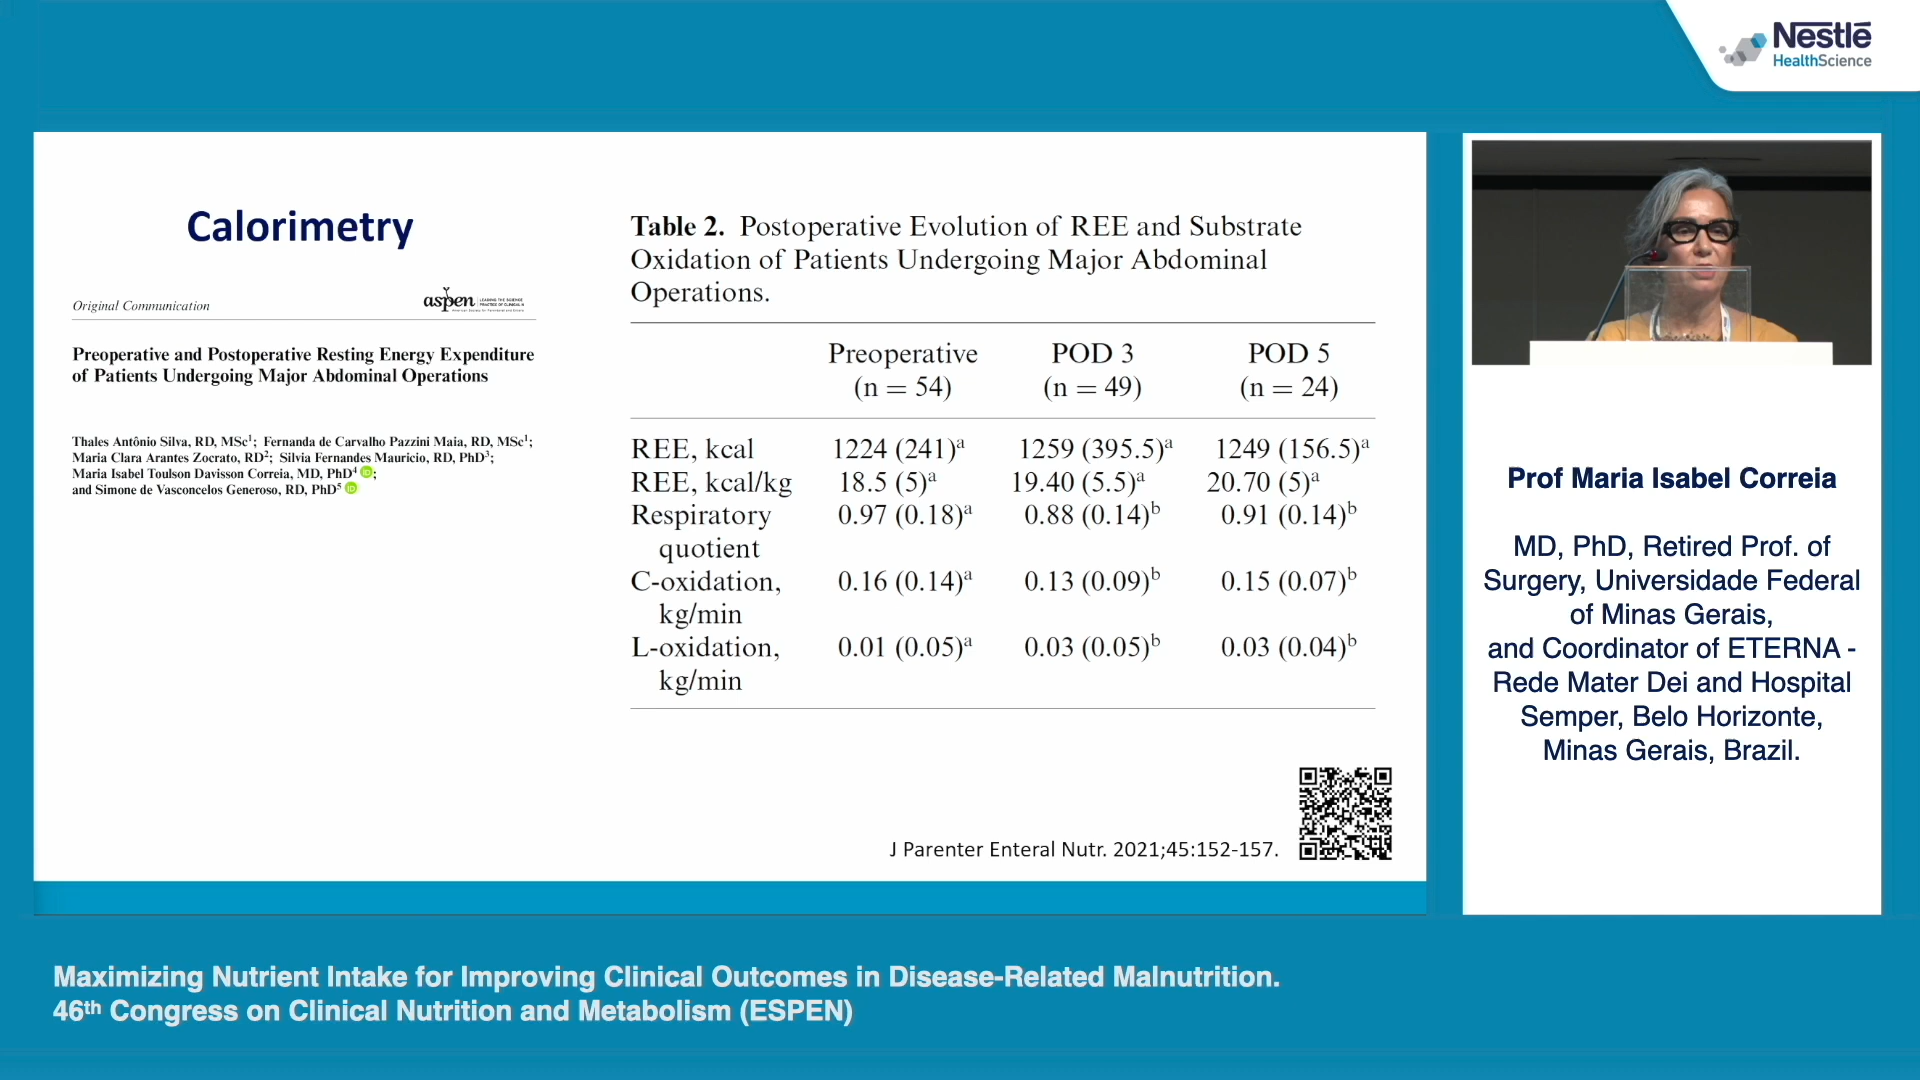 Nestlé
HealthScience
Calorimetry
Original Communication
aspen
Preoperative and Postoperative Resting Energy Expenditure
of Patients Undergoing Major Abdominal Operations
Thales Antônio Silva, RD, MSc¹; Fernanda de Carvalho Pazzini Maia, RD, MSc¹;
Maria Clara Arantes Zocrato, RD²; Silvia Fernandes Mauricio, RD, PhD³;
Maria Isabel Toulson Davisson Correia, MD, PhD⁴ iD;
and Simone de Vasconcelos Generoso, RD, PhD⁵ iD
Table 2. Postoperative Evolution of REE and Substrate
Oxidation of Patients Undergoing Major Abdominal
Operations.
Preoperative POD 3 POD 5
(n = 54) (n = 49) (n = 24)
REE, kcal 1224 (241)ᵃ 1259 (395.5)ᵃ 1249 (156.5)ᵃ
REE, kcal/kg 18.5 (5)ᵃ 19.40 (5.5)ᵃ 20.70 (5)ᵃ
Respiratory 0.97 (0.18)ᵃ 0.88 (0.14)ᵇ 0.91 (0.14)ᵇ
quotient
C-oxidation, 0.16 (0.14)ᵃ 0.13 (0.09)ᵇ 0.15 (0.07)ᵇ
kg/min
L-oxidation, 0.01 (0.05)ᵃ 0.03 (0.05)ᵇ 0.03 (0.04)ᵇ
kg/min
J Parenter Enteral Nutr. 2021;45:152-157.
Prof Maria Isabel Correia
MD, PhD, Retired Prof. of
Surgery, Universidade Federal
of Minas Gerais,
and Coordinator of ETERNA -
Rede Mater Dei and Hospital
Semper, Belo Horizonte,
Minas Gerais, Brazil.
Maximizing Nutrient Intake for Improving Clinical Outcomes in Disease-Related Malnutrition.
46ᵗʰ Congress on Clinical Nutrition and Metabolism (ESPEN)